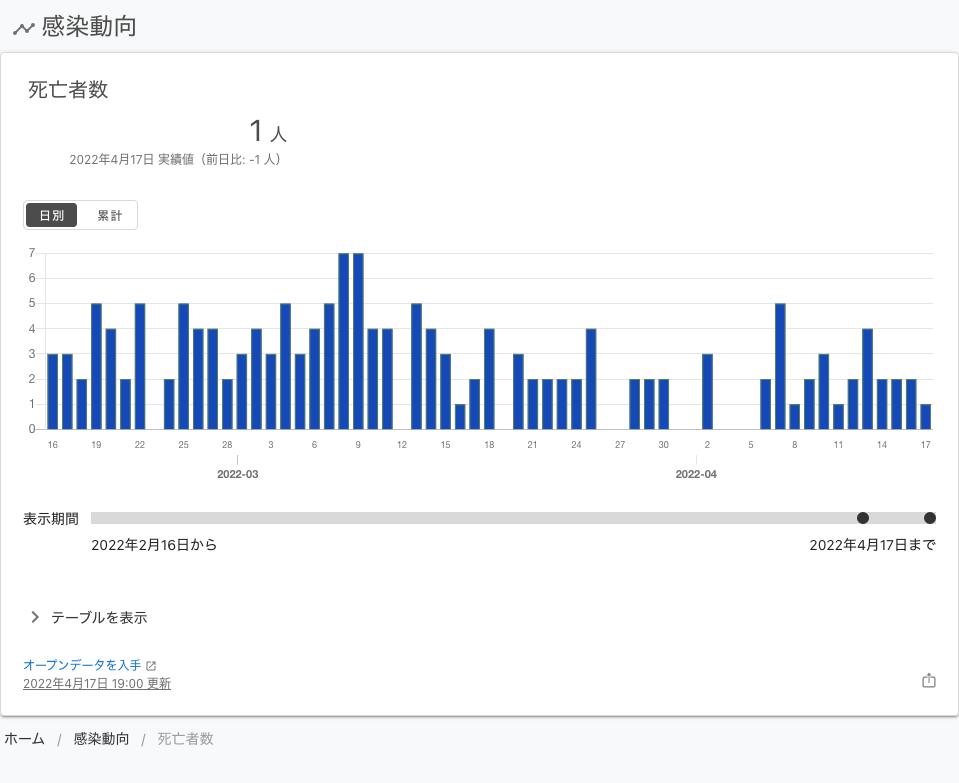 感染動向
死亡者数
1 人
2022年4月17日 実績値（前日比: -1 人）
日別 累計
7
6
5
4
3
2
1
0
16 19 22 25 28 3 6 9 12 15 18 21 24 27 30 2 5 8 11 14 17
2022-03 2022-04
表示期間
2022年2月16日から 2022年4月17日まで
テーブルを表示
オープンデータを入手
2022年4月17日 19:00 更新
ホーム / 感染動向 / 死亡者数